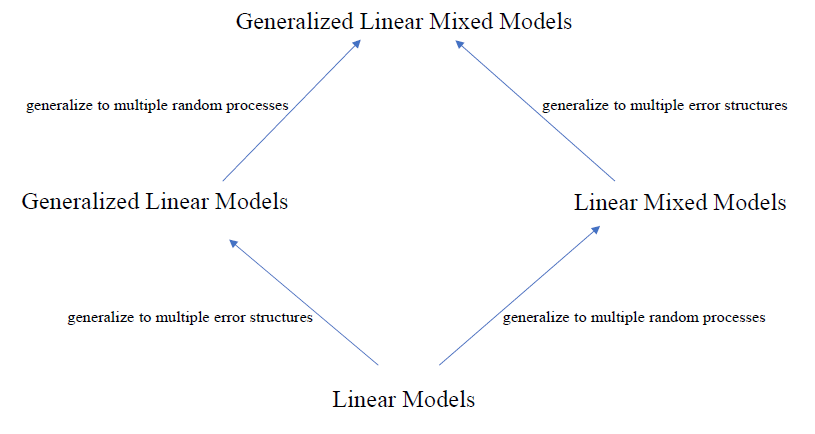 Generalized Linear Mixed Models
generalize to multiple random processes
generalize to multiple error structures
Generalized Linear Models
Linear Mixed Models
generalize to multiple error structures
generalize to multiple random processes
Linear Models